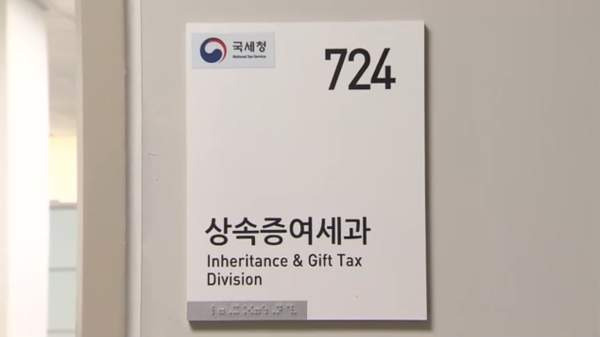 국세청
National Tax Service
724
상속증여세과
Inheritance & Gift Tax
Division